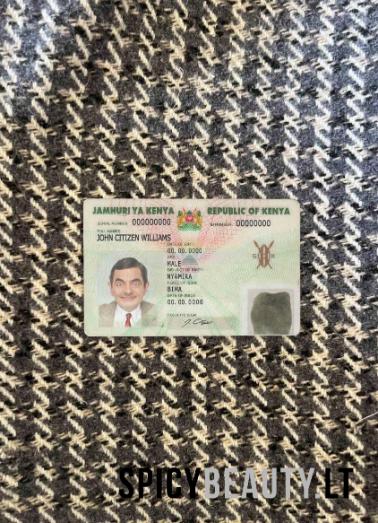 JAMHURI YA KENYA REPUBLIC OF KENYA
SERIAL NUMBER: 000000000 ID NUMBER: 00000000
FULL NAMES
JOHN CITIZEN WILLIAMS
DATE OF BIRTH
00.00.0000
SEX
MALE
DISTRICT OF BIRTH
NYAMIRA
PLACE OF ISSUE
BIMA
DATE OF ISSUE
00.00.0000
HOLDER'S SIGN.
SPICYBEAUTY.LT